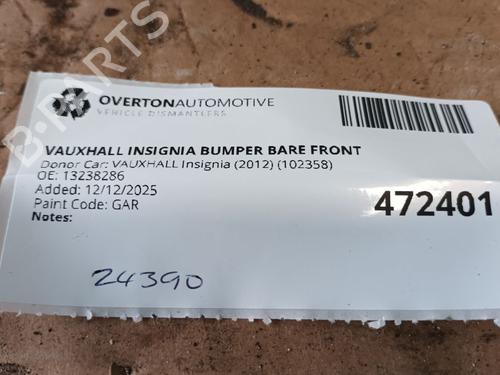 OVERTONAUTOMOTIVE
VEHICLE DISMANTLERS
VAUXHALL INSIGNIA BUMPER BARE FRONT
Donor Car: VAUXHALL Insignia (2012) (102358)
OE: 13238286
Added: 12/12/2025
Paint Code: GAR
Notes:
472401
24390
B-PARTS